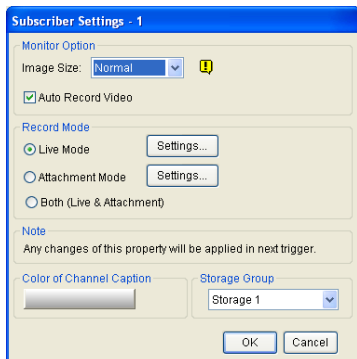 Subscriber Settings - 1
Monitor Option
Image Size: Normal
Auto Record Video
Record Mode
Live Mode Settings...
Attachment Mode Settings...
Both (Live & Attachment)
Note
Any changes of this property will be applied in next trigger.
Color of Channel Caption
Storage Group
Storage 1
OK Cancel